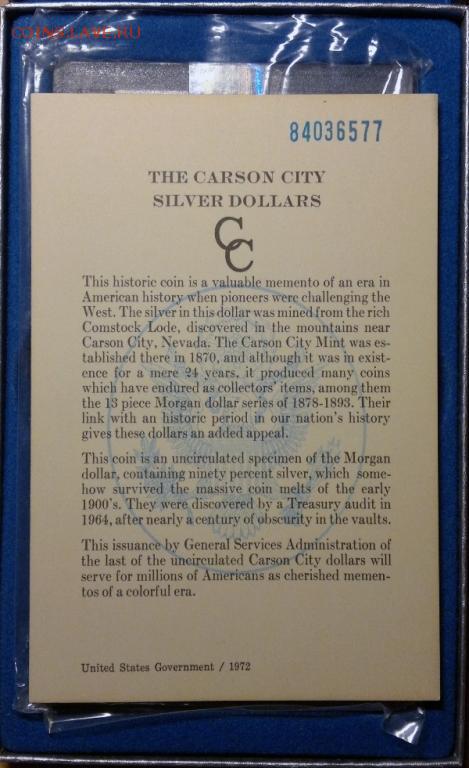 COINS.LAVE.RU
84036577
THE CARSON CITY
SILVER DOLLARS
CC
This historic coin is a valuable memento of an era in
American history when pioneers were challenging the
West. The silver in this dollar was mined from the rich
Comstock Lode, discovered in the mountains near
Carson City, Nevada. The Carson City Mint was es-
tablished there in 1870, and although it was in exist-
ence for a mere 24 years, it produced many coins
which have endured as collectors' items, among them
the 13 piece Morgan dollar series of 1878-1893. Their
link with an historic period in our nation's history
gives these dollars an added appeal.
This coin is an uncirculated specimen of the Morgan
dollar, containing ninety percent silver, which some-
how survived the massive coin melts of the early
1900's. They were discovered by a Treasury audit in
1964, after nearly a century of obscurity in the vaults.
This issuance by General Services Administration of
the last of the uncirculated Carson City dollars will
serve for millions of Americans as cherished memen-
tos of a colorful era.
United States Government / 1972